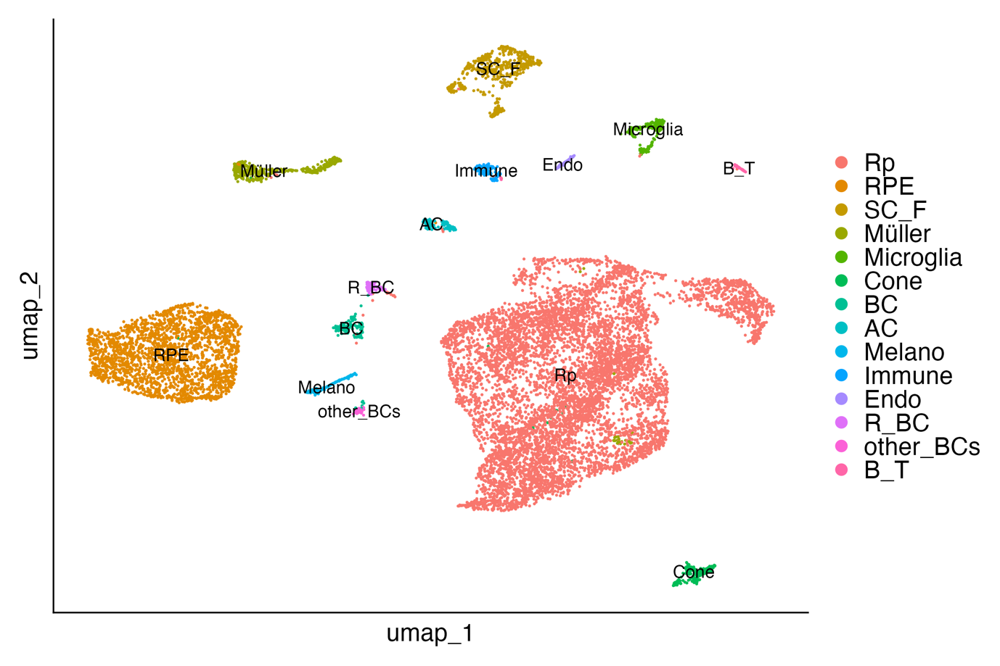 SC_F
Microglia
Müller
Immune
Endo
B_T
AC
R_BC
BC
RPE
Rp
Melano
other_BCs
Cone
umap_2
umap_1
Rp
RPE
SC_F
Müller
Microglia
Cone
BC
AC
Melano
Immune
Endo
R_BC
other_BCs
B_T